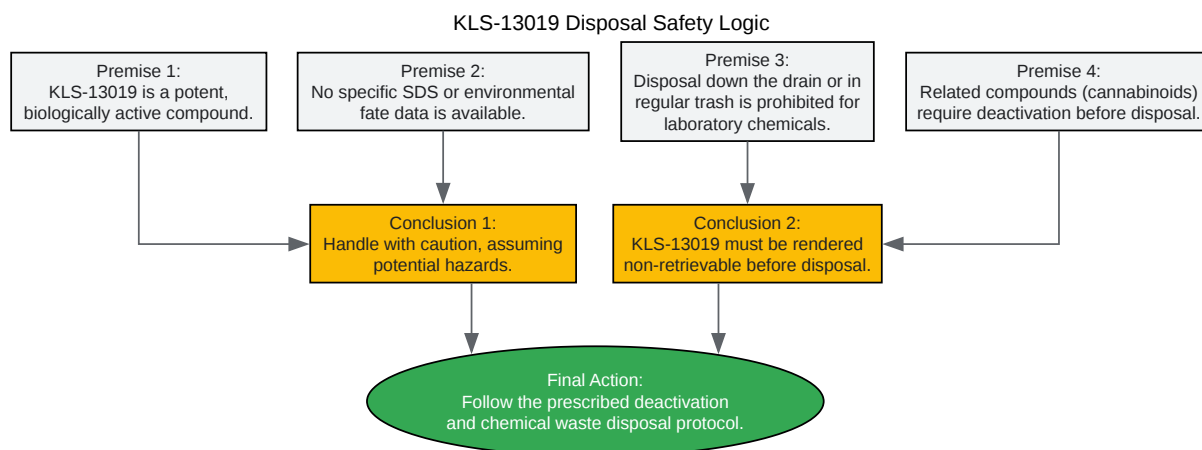 KLS-13019 Disposal Safety Logic
Premise 1:
KLS-13019 is a potent,
biologically active compound.
Premise 2:
No specific SDS or environmental
fate data is available.
Premise 3:
Disposal down the drain or in
regular trash is prohibited for
laboratory chemicals.
Premise 4:
Related compounds (cannabinoids)
require deactivation before disposal.
Conclusion 1:
Handle with caution, assuming
potential hazards.
Conclusion 2:
KLS-13019 must be rendered
non-retrievable before disposal.
Final Action:
Follow the prescribed deactivation
and chemical waste disposal protocol.